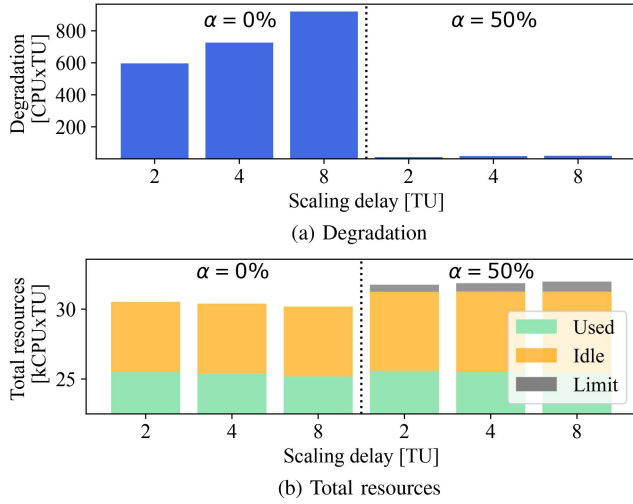 α = 0%
α = 50%
Degradation
[CPUxTU]
800
600
400
200
2
4
8
2
4
8
Scaling delay [TU]
(a) Degradation
α = 0%
α = 50%
Total resources
[kCPUxTU]
30
25
Used
Idle
Limit
2
4
8
2
4
8
Scaling delay [TU]
(b) Total resources